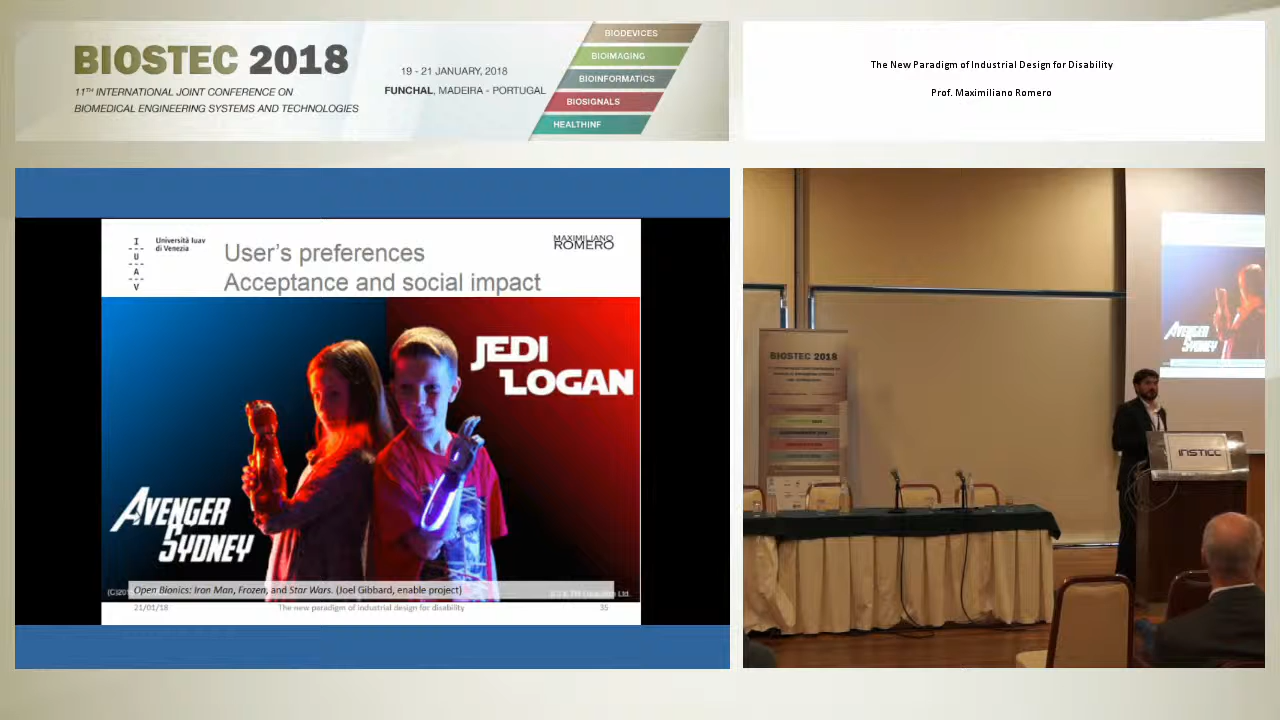 BIOSTEC 2018
11TH INTERNATIONAL JOINT CONFERENCE ON
BIOMEDICAL ENGINEERING SYSTEMS AND TECHNOLOGIES
19 - 21 JANUARY, 2018
FUNCHAL, MADEIRA - PORTUGAL
BIODEVICES
BIOIMAGING
BIOINFORMATICS
BIOSIGNALS
HEALTHINF
The New Paradigm of Industrial Design for Disability
Prof. Maximiliano Romero
I
U
A
V
Università Iuav
di Venezia
User's preferences
Acceptance and social impact
MAXIMILIANO
ROMERO
JEDI
LOGAN
AVENGER
SYDNEY
Open Bionics: Iron Man, Frozen, and Star Wars. (Joel Gibbard, enable project)
21/01/18
The new paradigm of industrial design for disability
35
BIOSTEC 2018
AVENGER
SYDNEY
INSTICC